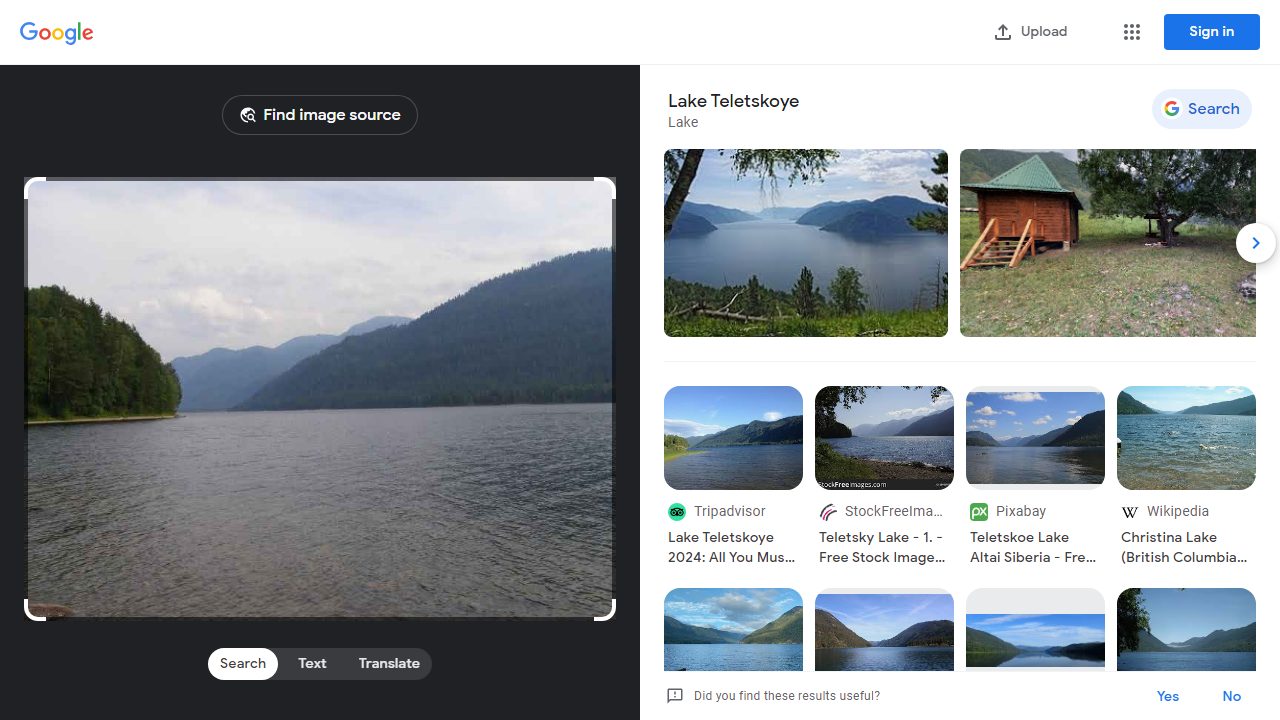 Google
Upload
Sign in
Find image source
Search
Text
Translate
Lake Teletskoye
Lake
Search
Tripadvisor
Lake Teletskoye
2024: All You Mus...
StockFreeImages.com
StockFreeIma...
Teletsky Lake - 1. -
Free Stock Image...
Pixabay
Teletskoe Lake
Altai Siberia - Fre...
Wikipedia
Christina Lake
(British Columbia...
Did you find these results useful?
Yes
No